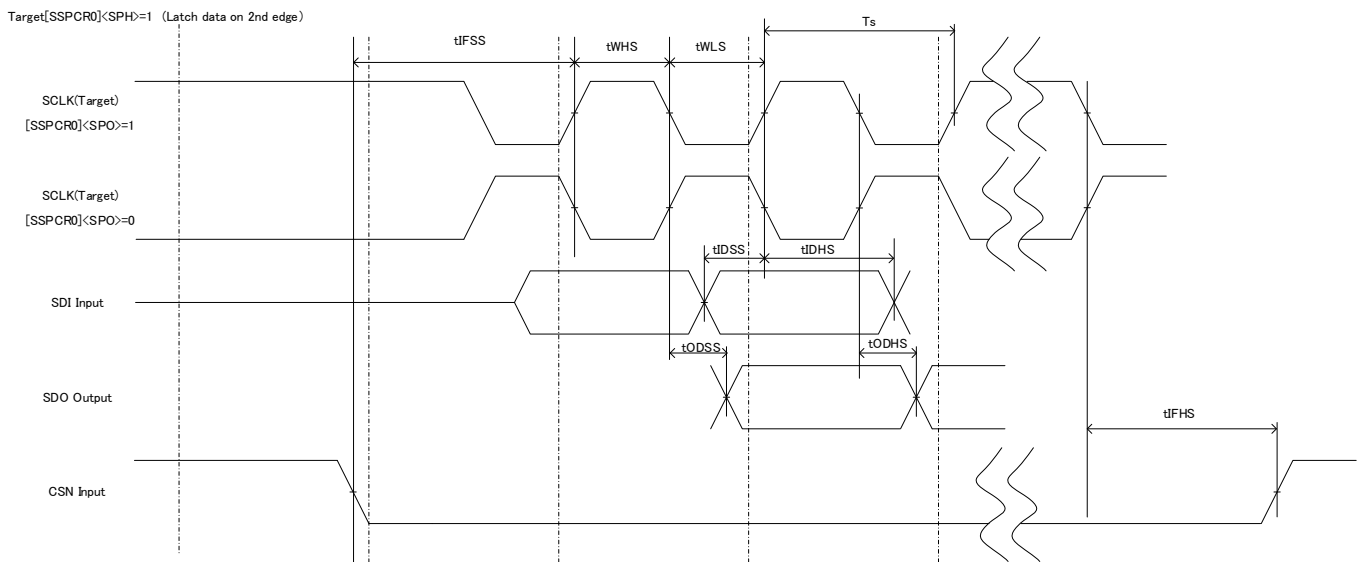 Target[SSPCR0]<SPH>=1 (Latch data on 2nd edge)
Ts
tIFSS
tWHS
tWLS
SCLK(Target)
[SSPCR0]<SPO>=1
SCLK(Target)
[SSPCR0]<SPO>=0
tIDSS
tIDHS
SDI Input
tODSS
tODHS
SDO Output
tIFHS
CSN Input